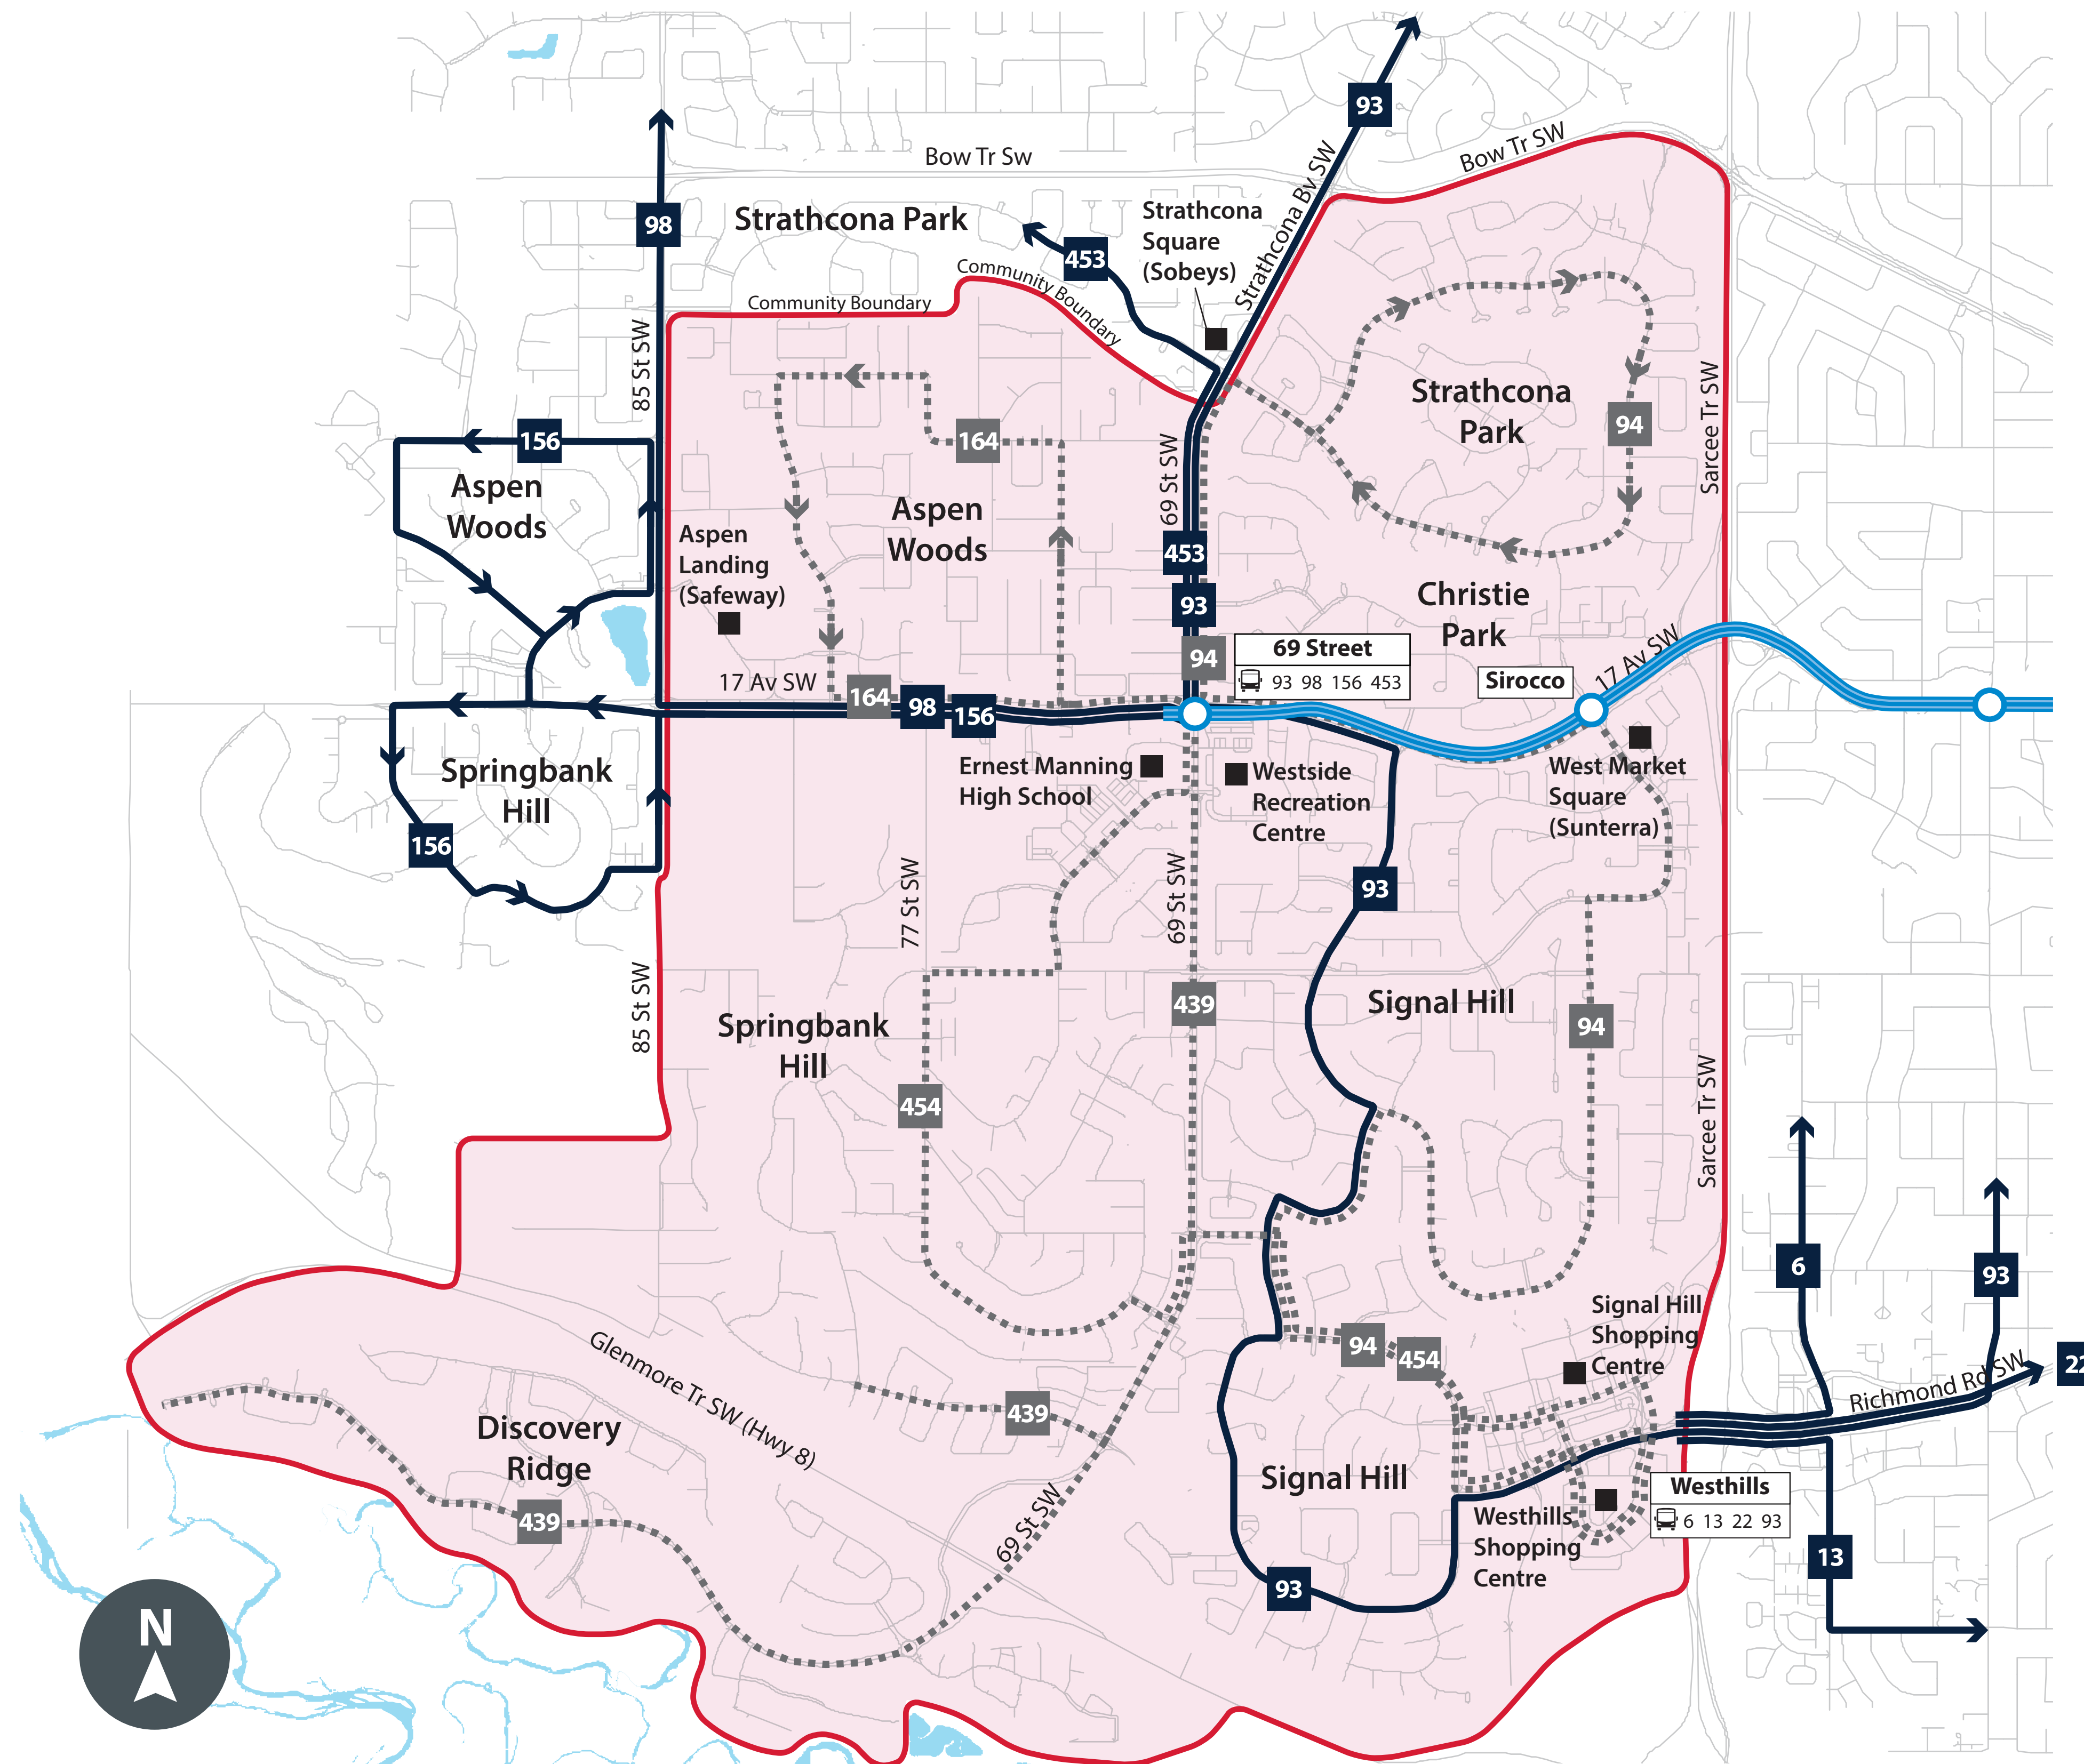 93
Bow Tr SW
Bow Tr Sw
Strathcona Bv SW
98
Strathcona Park
453
Strathcona
Square
(Sobeys)
Community Boundary
Community Boundary
85 St SW
Strathcona
Park
94
Sarcee Tr SW
156
Aspen
Woods
164
Aspen
Woods
69 St SW
Aspen
Landing
(Safeway)
453
93
94
Christie
Park
69 Street
93 98 156 453
Sirocco
17 Av SW
17 Av SW
164
98
156
Springbank
Hill
156
Ernest Manning
High School
Westside
Recreation
Centre
West Market
Square
(Sunterra)
77 St SW
69 St SW
93
85 St SW
Springbank
Hill
439
Signal Hill
94
454
Sarcee Tr SW
6
93
Signal Hill
Shopping
Centre
94
454
Glenmore Tr SW (Hwy 8)
439
Richmond Rd SW
22
Discovery
Ridge
439
69 St SW
Signal Hill
Westhills
6 13 22 93
Westhills
Shopping
Centre
93
13
N